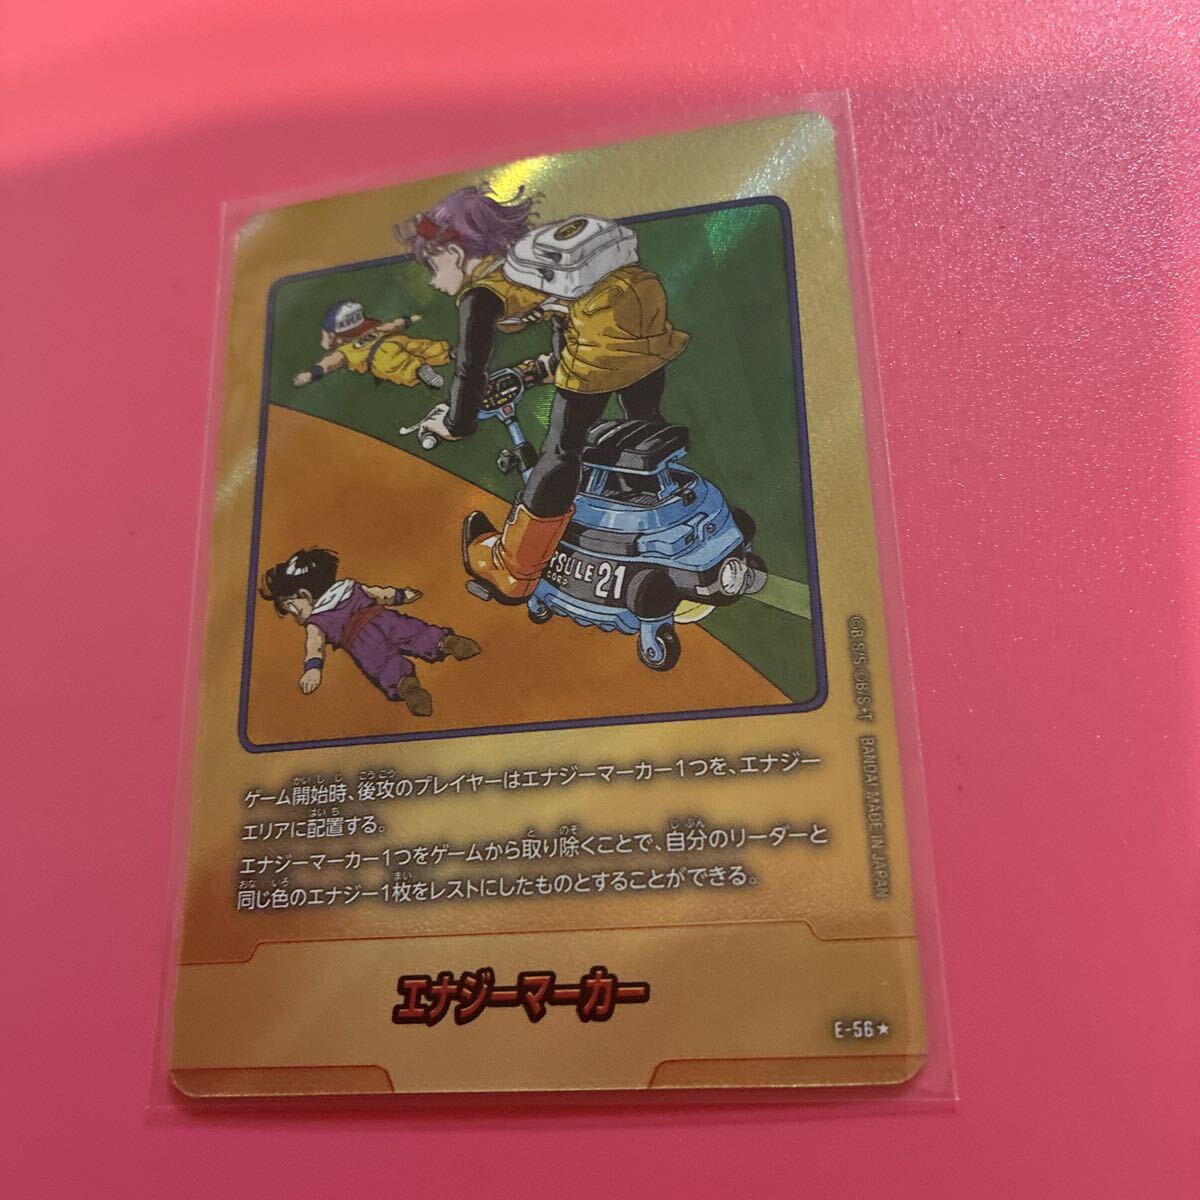 PSULE 21
CORP.
ゲーム開始時、後攻のプレイヤーはエナジーマーカー1つを、エナジー
エリアに配置する。
エナジーマーカー1つをゲームから取り除くことで、自分のリーダーと
同じ色のエナジー1枚をレストにしたものとすることができる。
©B S'S ©B/S・T BANDAI MADE IN JAPAN
エナジーマーカー
E-56★